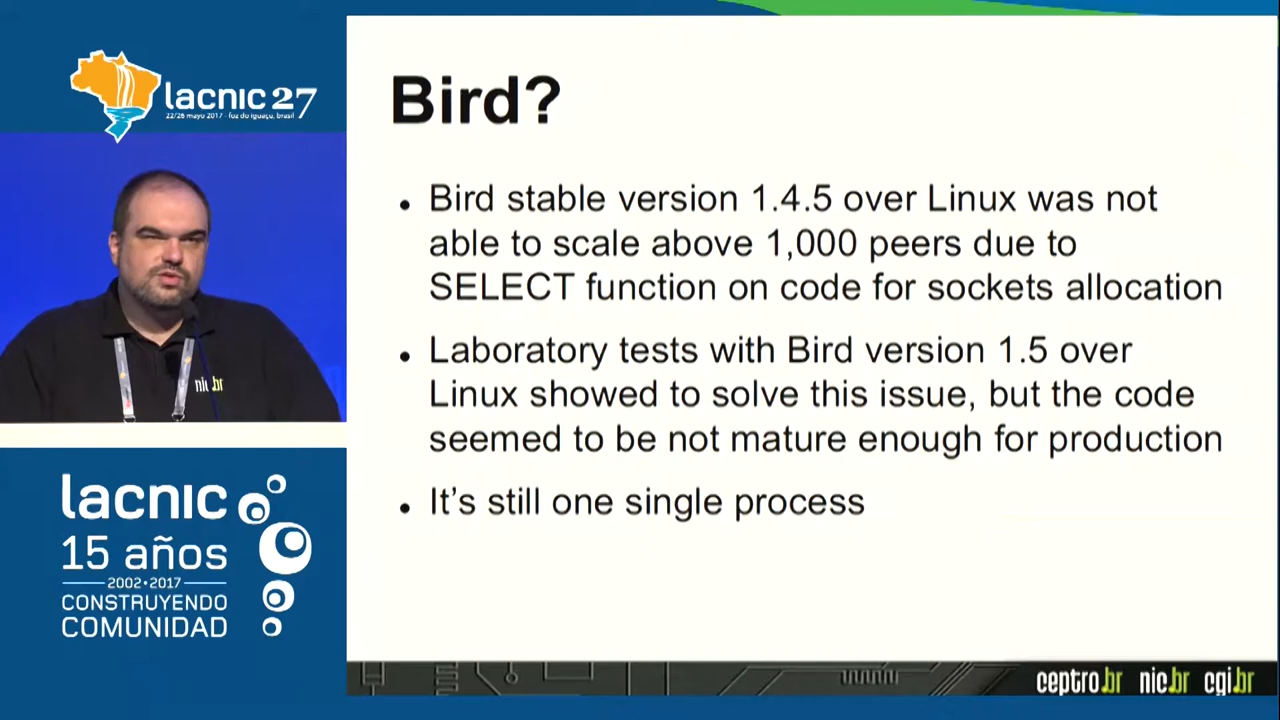 lacnic 27
22/26 mayo 2017 - foz do iguaçu, brasil
nic.br
lacnic
15 años
2002•2017
CONSTRUYENDO
COMUNIDAD
Bird?
• Bird stable version 1.4.5 over Linux was not
able to scale above 1,000 peers due to
SELECT function on code for sockets allocation
• Laboratory tests with Bird version 1.5 over
Linux showed to solve this issue, but the code
seemed to be not mature enough for production
• It's still one single process
ceptro.br nic.br cgi.br